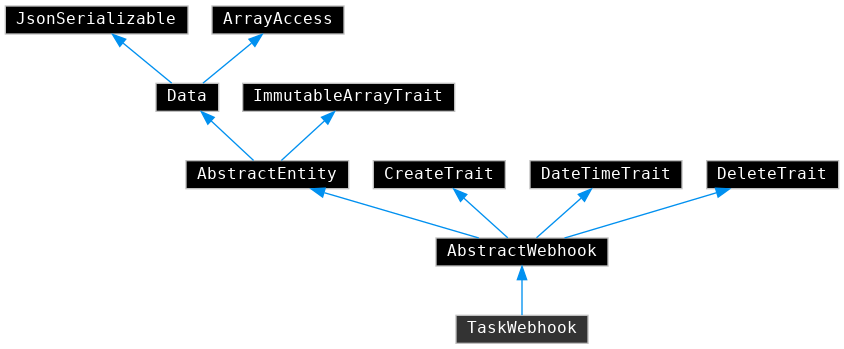 JsonSerializable
ArrayAccess
Data
ImmutableArrayTrait
AbstractEntity
CreateTrait
DateTimeTrait
DeleteTrait
AbstractWebhook
TaskWebhook